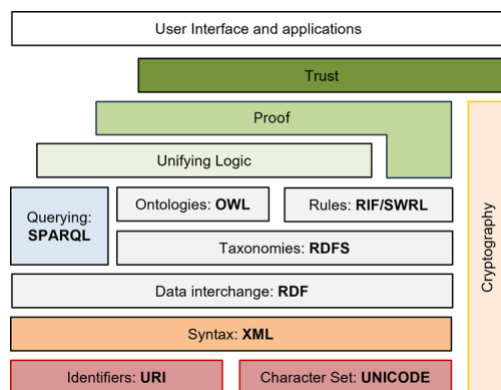 User Interface and applications
Trust
Proof
Unifying Logic
Querying:
SPARQL
Ontologies: OWL
Rules: RIF/SWRL
Taxonomies: RDFS
Data interchange: RDF
Syntax: XML
Identifiers: URI
Character Set: UNICODE
Cryptography